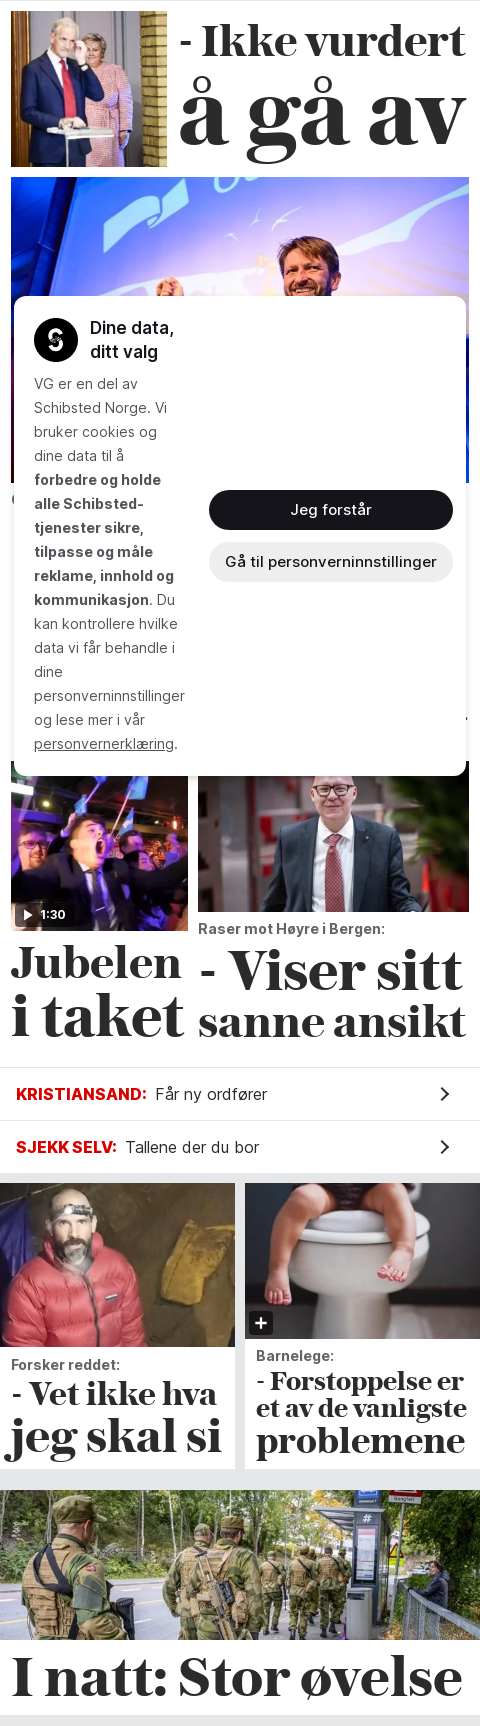 - Ikke vurdert
å gå av
Dine data,
ditt valg
VG er en del av
Schibsted Norge. Vi
bruker cookies og
dine data til å
forbedre og holde
alle Schibsted-
tjenester sikre,
tilpasse og måle
reklame, innhold og
kommunikasjon. Du
kan kontrollere hvilke
data vi får behandle i
dine
personverninnstillinger
og lese mer i vår
personvernerklæring.
Jeg forstår
Gå til personverninnstillinger
1:30
Jubelen
i taket
Raser mot Høyre i Bergen:
- Viser sitt
sanne ansikt
KRISTIANSAND: Får ny ordfører
SJEKK SELV: Tallene der du bor
Forsker reddet:
- Vet ikke hva
jeg skal si
Barnelege:
- Forstoppelse er
et av de vanligste
problemene
I natt: Stor øvelse